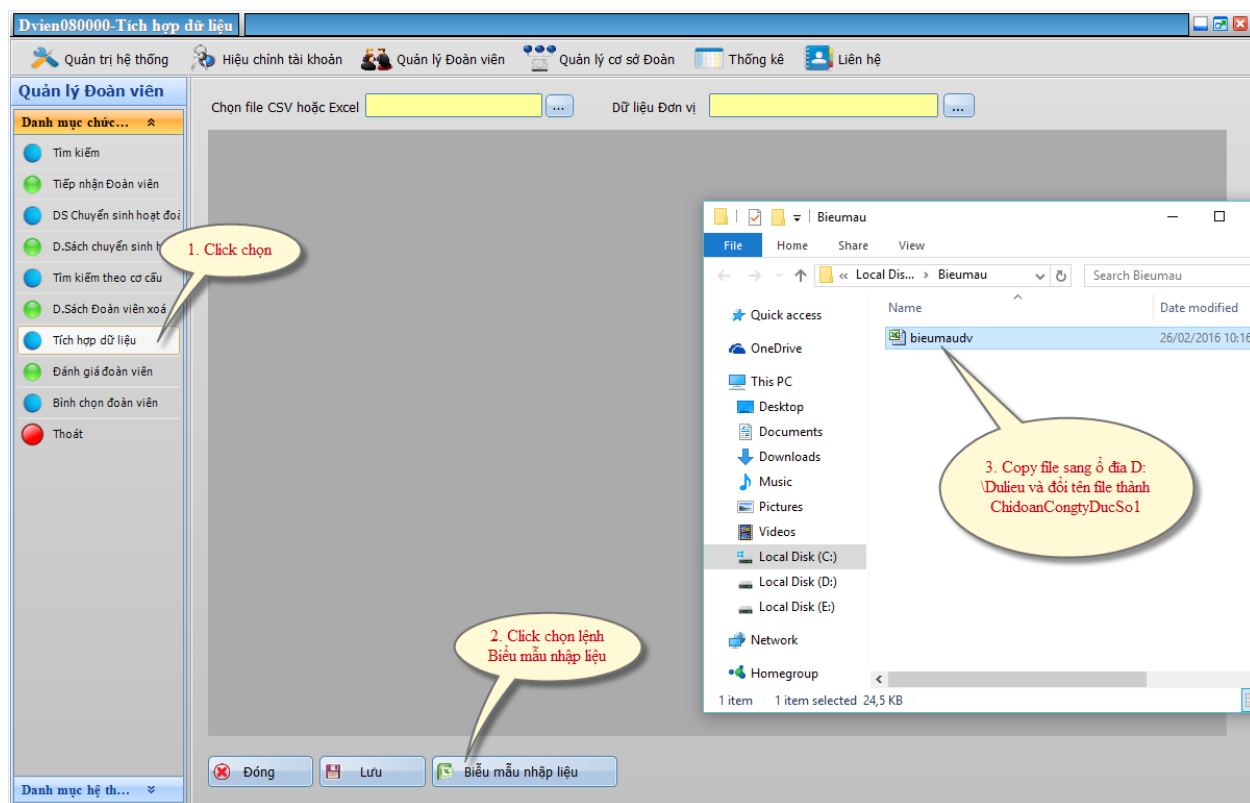 Dvien080000-Tích hợp dữ liệu
Quản trị hệ thống
Hiệu chỉnh tài khoản
Quản lý Đoàn viên
Quản lý cơ sở Đoàn
Thống kê
Liên hệ
Quản lý Đoàn viên
Danh mục chức...
Tìm kiếm
Tiếp nhận Đoàn viên
DS Chuyển sinh hoạt đoà
D.Sách chuyển sinh h
Tìm kiếm theo cơ cấu
D.Sách Đoàn viên xoá
Tích hợp dữ liệu
Đánh giá đoàn viên
Bình chọn đoàn viên
Thoát
Danh mục hệ th...
Chọn file CSV hoặc Excel
...
Dữ liệu Đơn vị
...
1. Click chọn
2. Click chọn lệnh
Biểu mẫu nhập liệu
Đóng
Lưu
Biễu mẫu nhập liệu
Bieumau
File
Home
Share
View
« Local Dis... › Bieumau
Search Bieumau
Quick access
OneDrive
This PC
Desktop
Documents
Downloads
Music
Pictures
Videos
Local Disk (C:)
Local Disk (D:)
Local Disk (E:)
Network
Homegroup
Name
Date modified
bieumaudv
26/02/2016 10:16
3. Copy file sang ổ đĩa D:
\Dulieu và đổi tên file thành
ChidoanCongtyDucSo1
1 item
1 item selected 24,5 KB